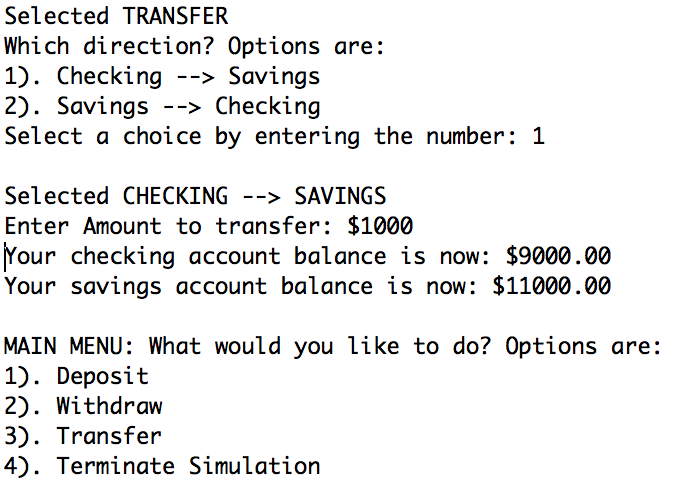 Selected TRANSFER
Which direction? Options are:
1). Checking --> Savings
2). Savings --> Checking
Select a choice by entering the number: 1
Selected CHECKING --> SAVINGS
Enter Amount to transfer: $1000
Your checking account balance is now: $9000.00
Your savings account balance is now: $11000.00
MAIN MENU: What would you like to do? Options are:
1). Deposit
2). Withdraw
3). Transfer
4). Terminate Simulation